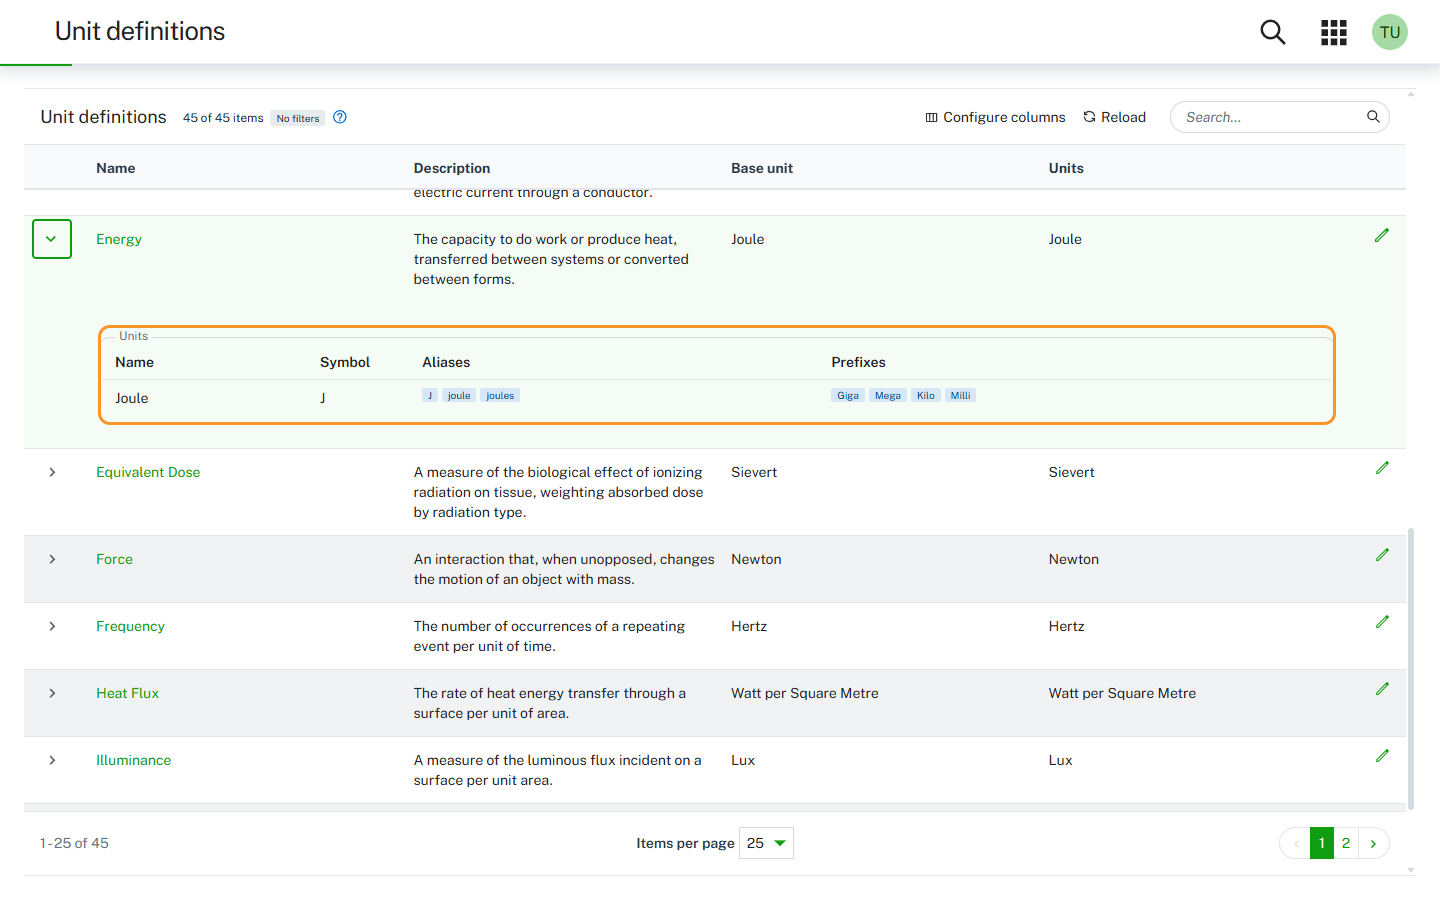 Unit definitions
TU
Unit definitions 45 of 45 items No filters ?
Configure columns Reload Search...
Name Description Base unit Units
electric current through a conductor.
Energy The capacity to do work or produce heat, Joule Joule
transferred between systems or converted
between forms.
Units
Name Symbol Aliases Prefixes
Joule J J joule joules Giga Mega Kilo Milli
Equivalent Dose A measure of the biological effect of ionizing Sievert Sievert
radiation on tissue, weighting absorbed dose
by radiation type.
Force An interaction that, when unopposed, changes Newton Newton
the motion of an object with mass.
Frequency The number of occurrences of a repeating Hertz Hertz
event per unit of time.
Heat Flux The rate of heat energy transfer through a Watt per Square Metre Watt per Square Metre
surface per unit of area.
Illuminance A measure of the luminous flux incident on a Lux Lux
surface per unit area.
1-25 of 45 Items per page 25 1 2